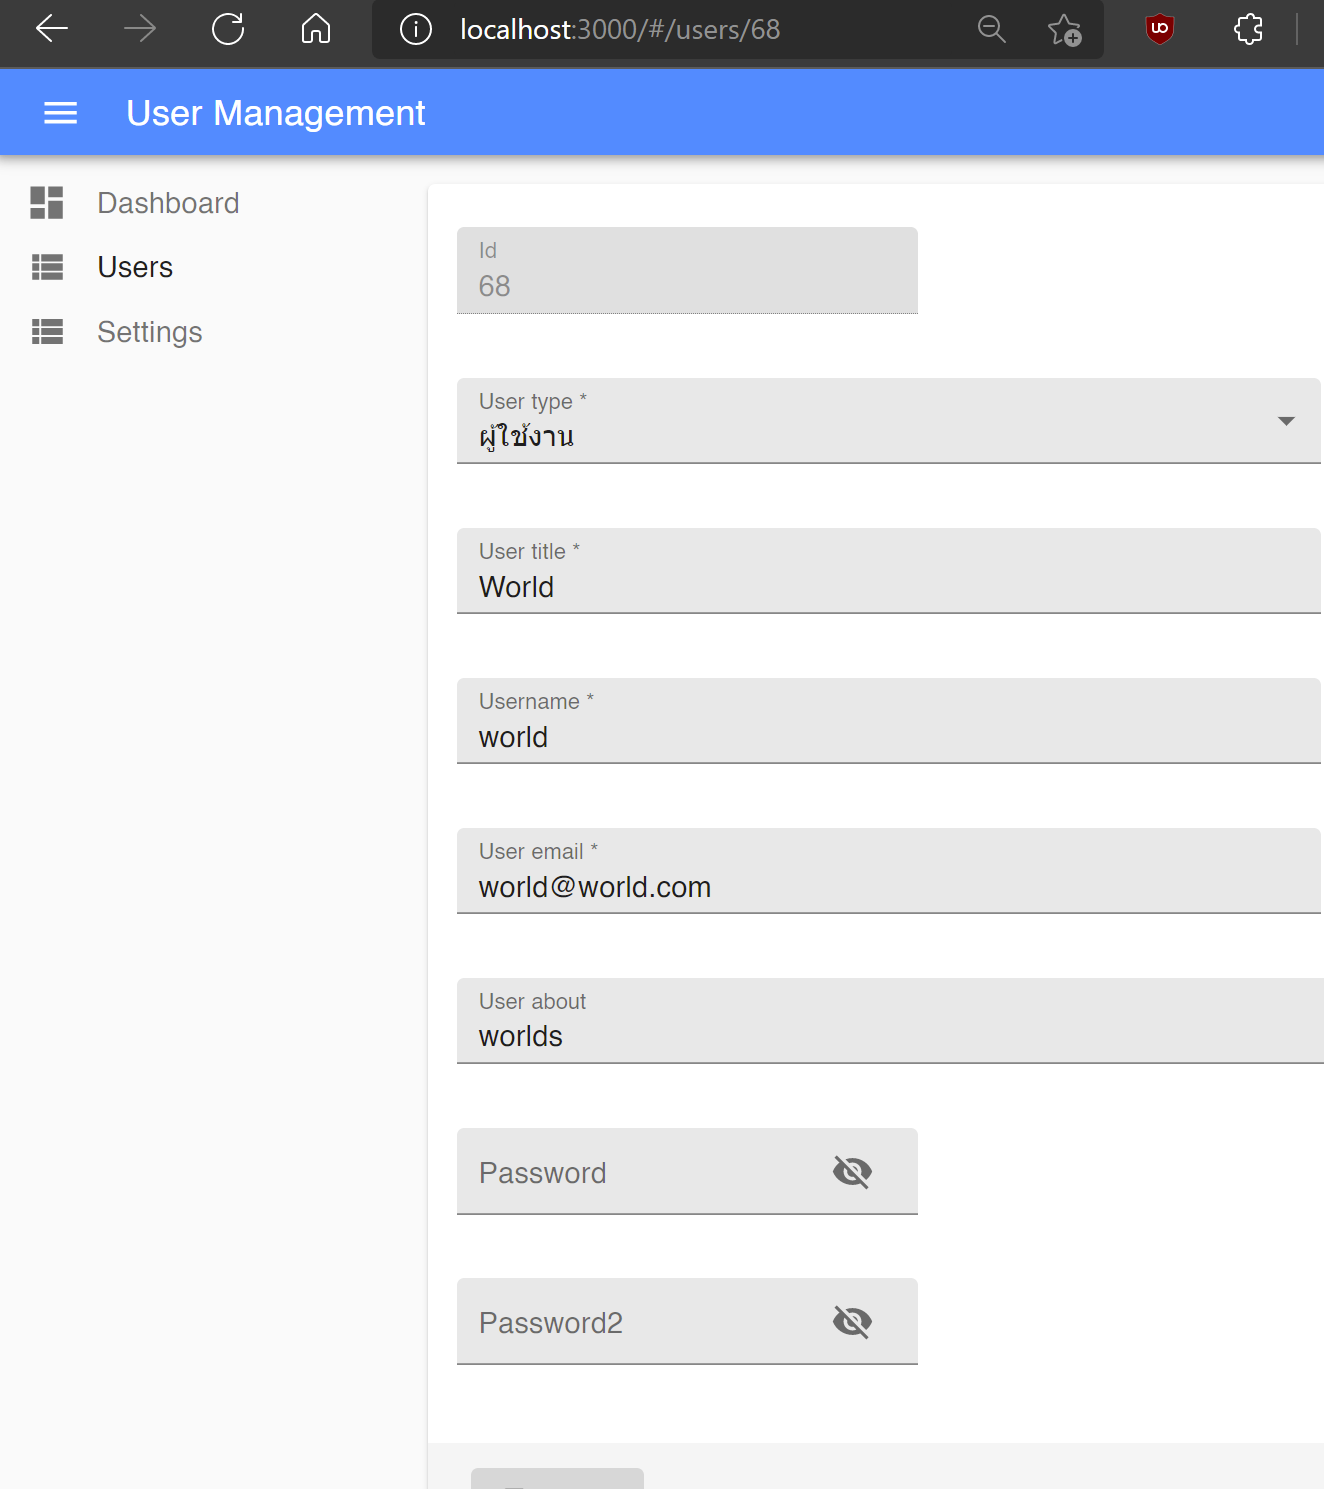 localhost:3000/#/users/68
User Management
Dashboard
Users
Settings
Id
68
User type *
ผู้ใช้งาน
User title *
World
Username *
world
User email *
world@world.com
User about
worlds
Password
Password2